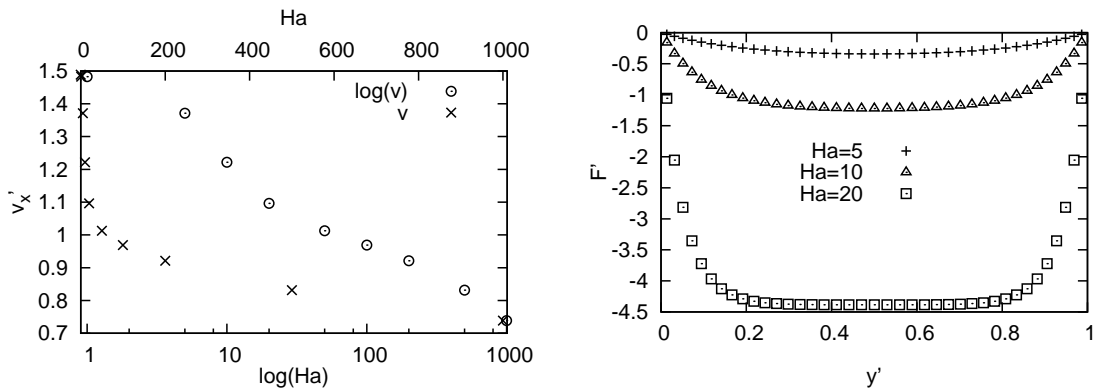 Ha
0 200 400 600 800 1000
1.5
1.4
1.3
1.2
1.1
1
0.9
0.8
0.7
v_x'
log(v)
v
1 10 100 1000
log(Ha)
0
-0.5
-1
-1.5
-2
-2.5
-3
-3.5
-4
-4.5
F'
Ha=5
Ha=10
Ha=20
0 0.2 0.4 0.6 0.8 1
y'